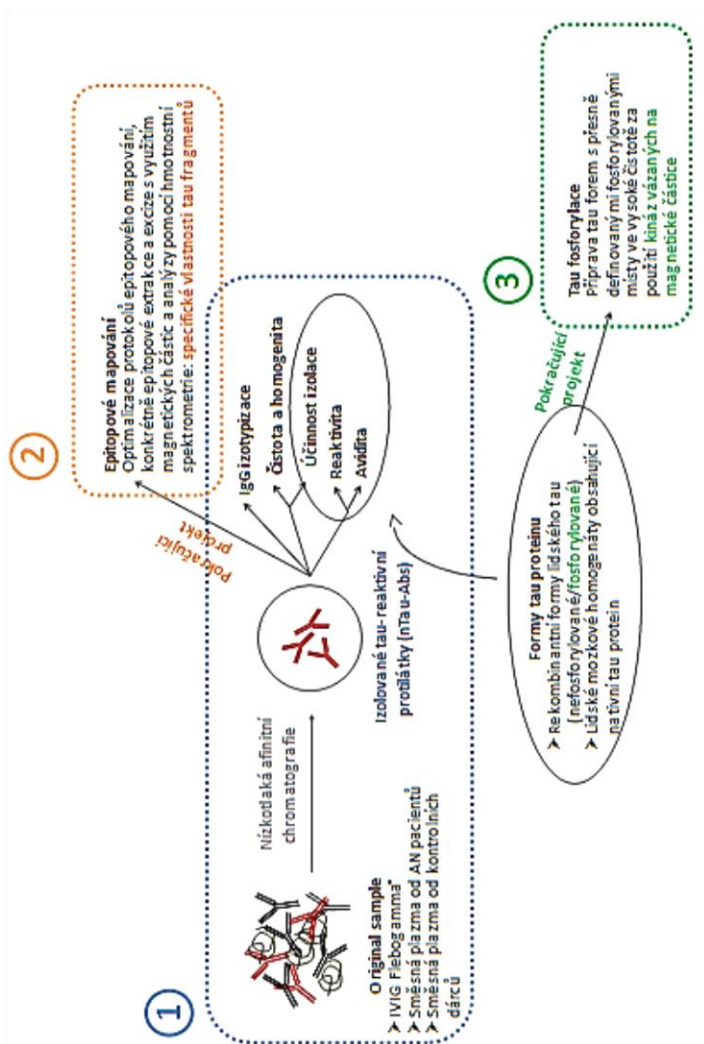 1
Original sample
➤ IVIG Flebogamma
➤ Směsná plazma od AN pacientů
➤ Směsná plazma od kontrolních
dárců
Nízkotlaká afinitní
chromatografie
Izolované tau-reaktivní
protilátky (nTau-Abs)
Pokračující
projekt
IgG izotypizace
Čistota a homogenita
Účinnost izolace
Reaktivita
Avidita
2
Epitopové mapování
Optimalizace protokolů epitopového mapování,
konkrétně epitopové extrakce a excize s využitím
magnetických částic a analýzy pomocí hmotnostní
spektrometrie: specifické vlastnosti tau fragmentů
Formy tau proteinu
➤ Rekombinantní formy lidského tau
(nefosforylované/fosforylované)
➤ Lidské mozkové homogenáty obsahující
nativní tau protein
Pokračující
projekt
3
Tau fosforylace
Příprava tau forem s přesně
definovanými fosforylovanými
místy ve vysoké čistotě za
použití kináz vázaných na
magnetické částice